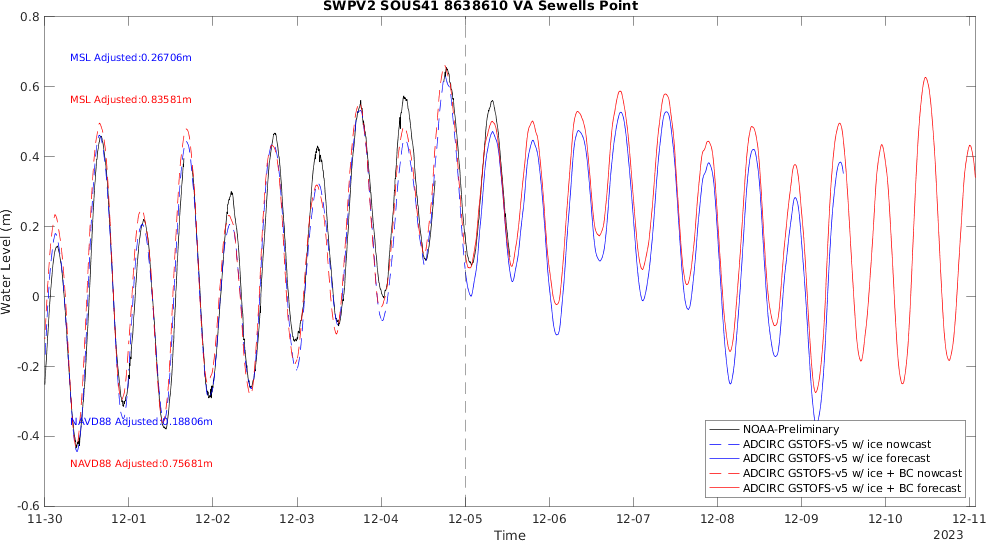 SWPV2 SOUS41 8638610 VA Sewells Point
0.8
MSL Adjusted:0.26706m
0.6
MSL Adjusted:0.83581m
0.4
0.2
Water Level (m)
0
-0.2
NAVD88 Adjusted:0.18806m
-0.4
NAVD88 Adjusted:0.75681m
-0.6
NOAA-Preliminary
ADCIRC GSTOFS-v5 w/ ice nowcast
ADCIRC GSTOFS-v5 w/ ice forecast
ADCIRC GSTOFS-v5 w/ ice + BC nowcast
ADCIRC GSTOFS-v5 w/ ice + BC forecast
11-30 12-01 12-02 12-03 12-04 12-05 12-06 12-07 12-08 12-09 12-10 12-11
Time
2023